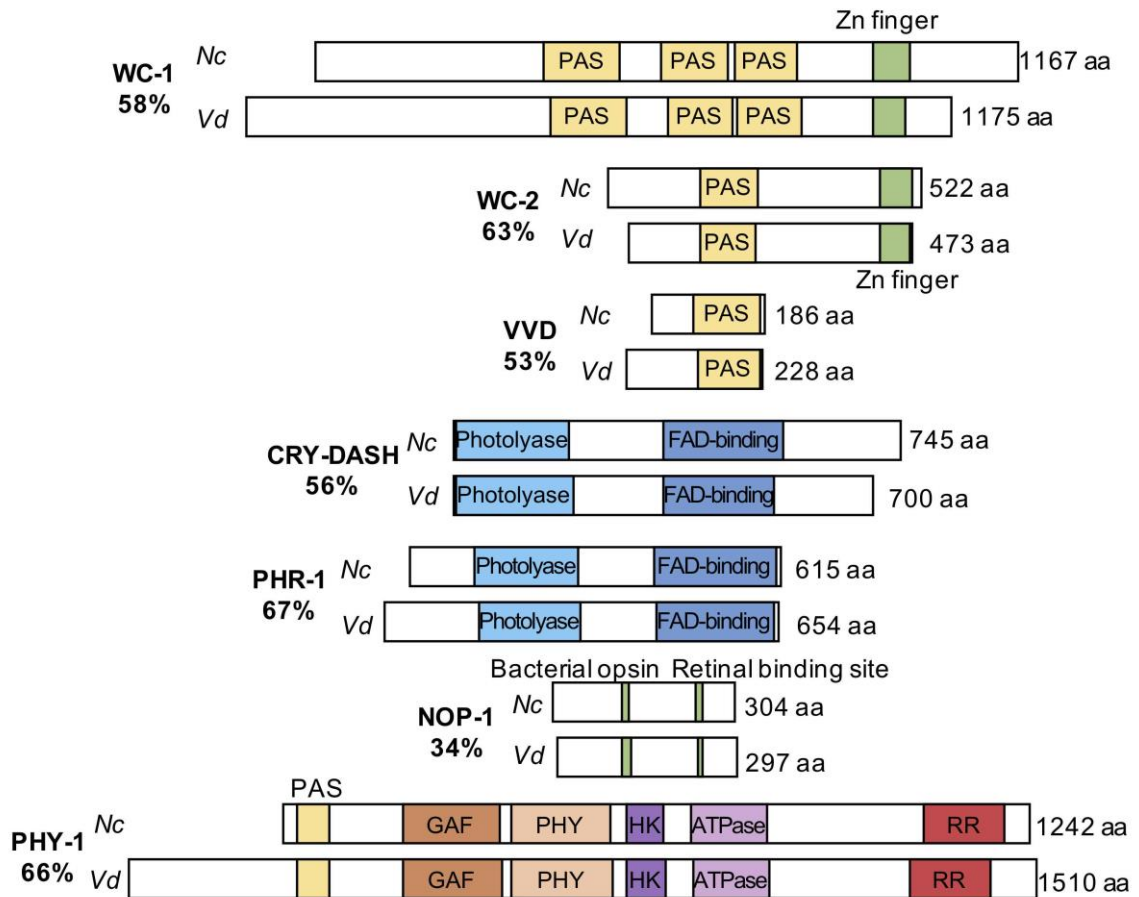 Zn finger
Nc PAS PAS PAS 1167 aa
WC-1
58%
Vd PAS PAS PAS 1175 aa
Nc PAS 522 aa
WC-2
63%
Vd PAS 473 aa
Zn finger
Nc PAS 186 aa
VVD
53%
Vd PAS 228 aa
Nc Photolyase FAD-binding 745 aa
CRY-DASH
56%
Vd Photolyase FAD-binding 700 aa
Nc Photolyase FAD-binding 615 aa
PHR-1
67%
Vd Photolyase FAD-binding 654 aa
Bacterial opsin Retinal binding site
Nc 304 aa
NOP-1
34%
Vd 297 aa
PAS
Nc GAF PHY HK ATPase RR 1242 aa
PHY-1
66%
Vd GAF PHY HK ATPase RR 1510 aa